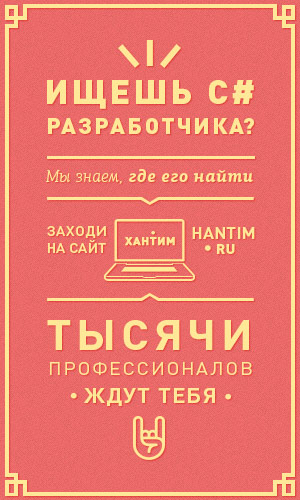 ИЩЕШЬ C#
РАЗРАБОТЧИКА?
Мы знаем, где его найти
ЗАХОДИ
НА САЙТ
ХАНТИМ
HANTIM
• RU
ТЫСЯЧИ
ПРОФЕССИОНАЛОВ
• ЖДУТ ТЕБЯ •